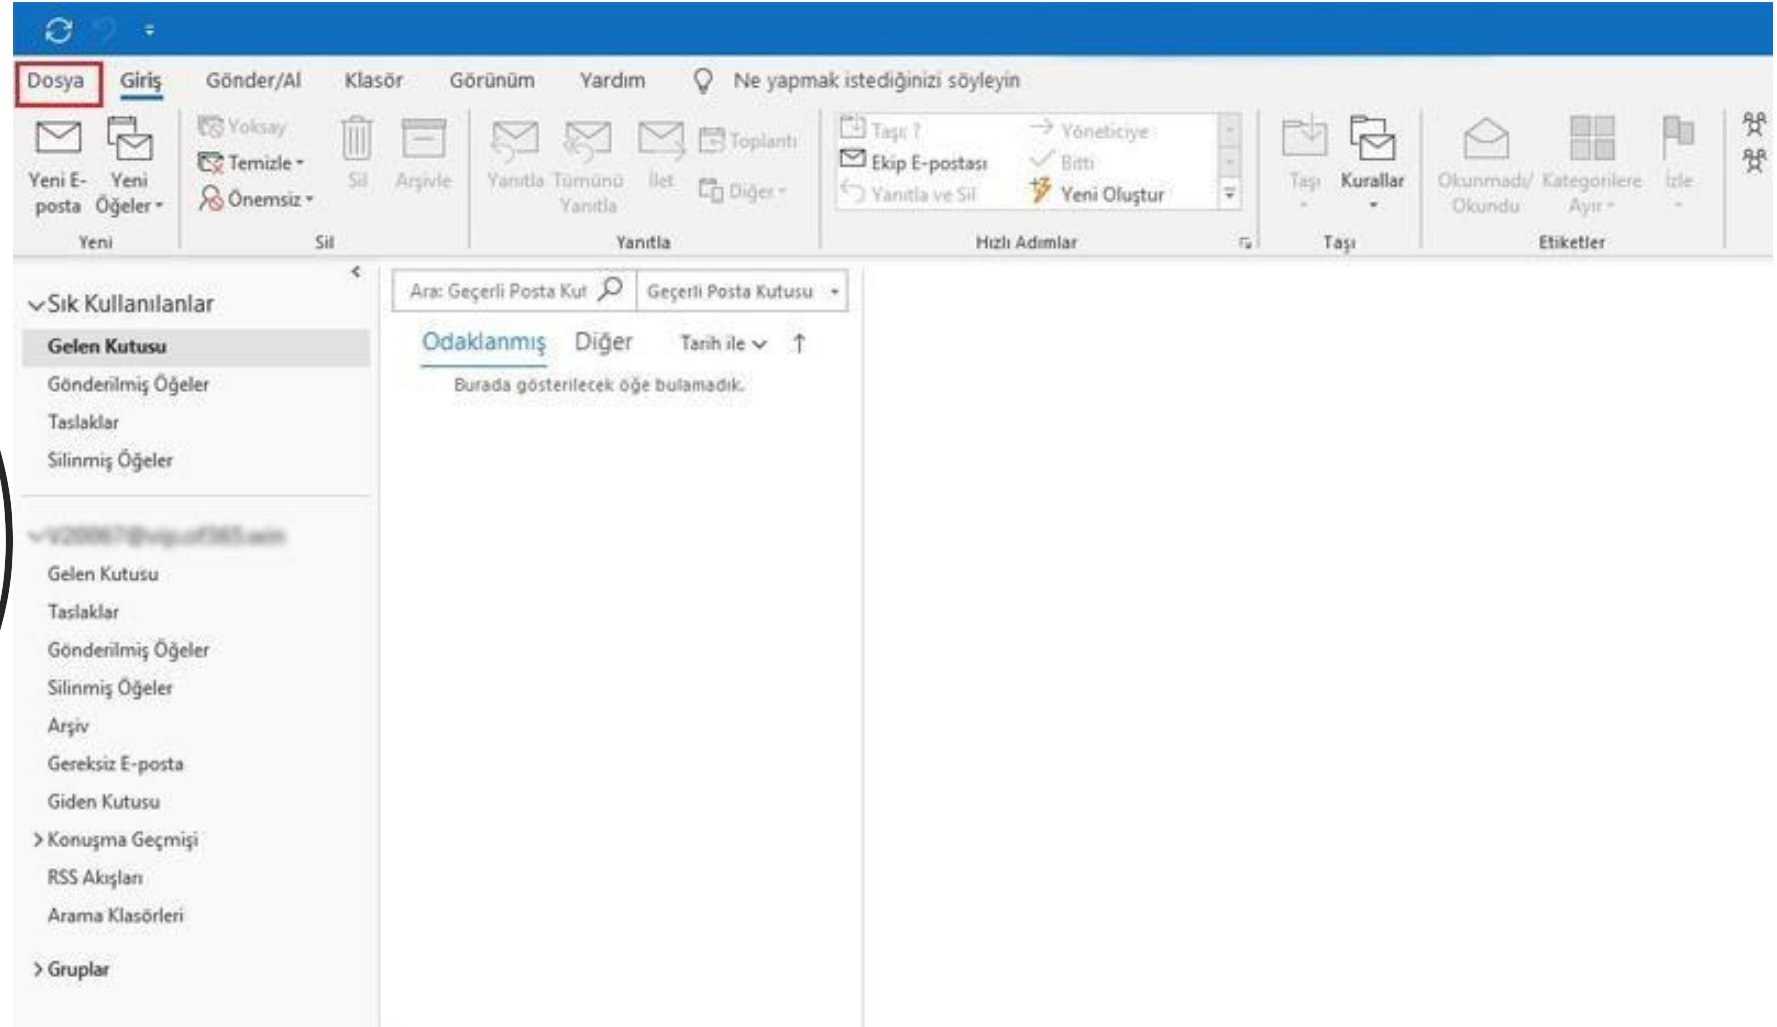 Dosya Giriş Gönder/Al Klasör Görünüm Yardım Ne yapmak istediğinizi söyleyin
Yeni E-
posta
Yeni
Öğeler
Yeni
Yoksay
Temizle
Önemsiz
Sil
Arşivle
Sil
Yanıtla
Tümünü
Yanıtla
İlet
Toplantı
Diğer
Yanıtla
Taşı: ?
Ekip E-postası
Yanıtla ve Sil
Yöneticiye
Bitti
Yeni Oluştur
Hızlı Adımlar
Taşı
Kurallar
Taşı
Okunmadı/
Okundu
Kategorilere
Ayır
İzle
Etiketler
Sık Kullanılanlar
Gelen Kutusu
Gönderilmiş Öğeler
Taslaklar
Silinmiş Öğeler
Gelen Kutusu
Taslaklar
Gönderilmiş Öğeler
Silinmiş Öğeler
Arşiv
Gereksiz E-posta
Giden Kutusu
Konuşma Geçmişi
RSS Akışları
Arama Klasörleri
Gruplar
Ara: Geçerli Posta Kut Geçerli Posta Kutusu
Odaklanmış Diğer Tarih ile
Burada gösterilecek öğe bulamadık.